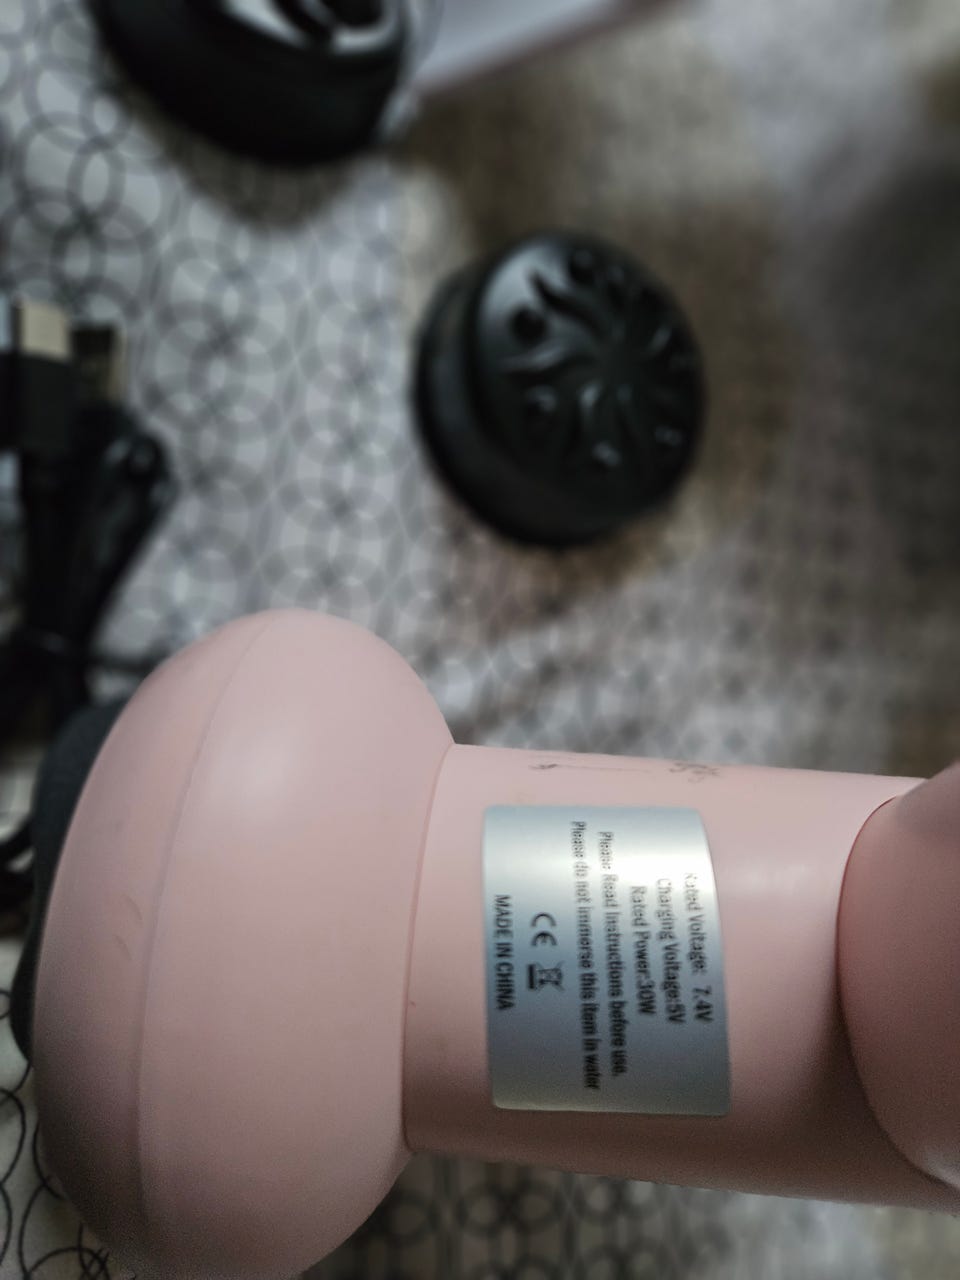 Rated Voltage: 7.4V
Charging Voltage:5V
Rated Power:30W
Please Read Instructions before use.
Please do not immerse this item in water
CE
MADE IN CHINA